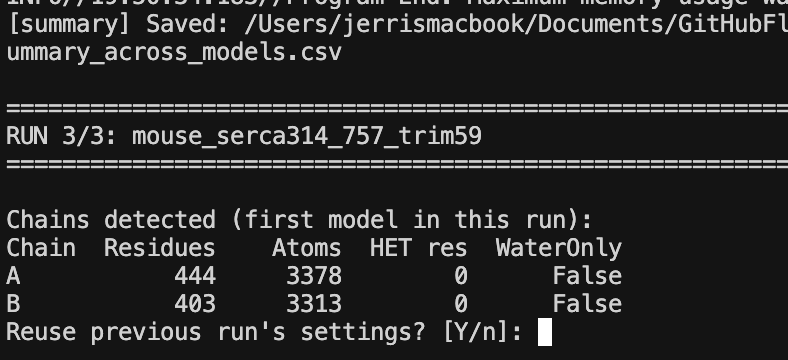 [summary] Saved: /Users/jerrismacbook/Documents/GitHubFl
ummary_across_models.csv
==========================================================
RUN 3/3: mouse_serca314_757_trim59
==========================================================
Chains detected (first model in this run):
Chain  Residues    Atoms  HET res  WaterOnly
A           444     3378        0      False
B           403     3313        0      False
Reuse previous run's settings? [Y/n]: